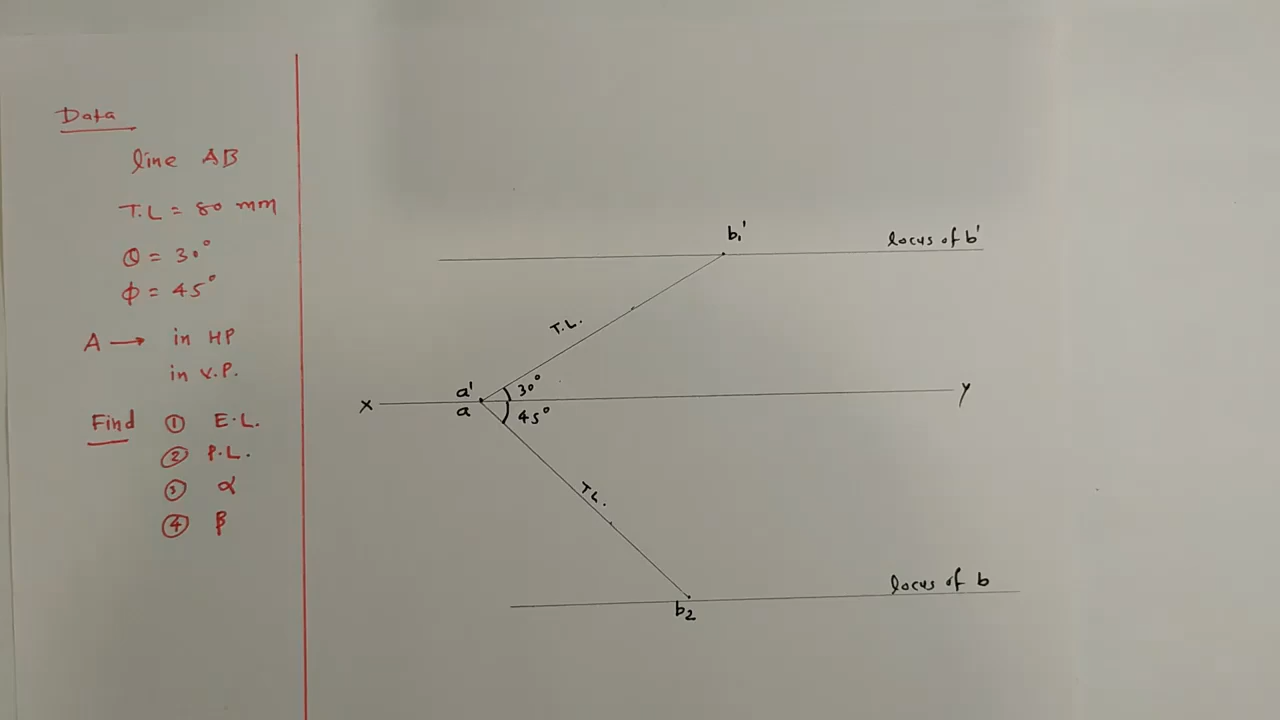 Data
line AB
T.L = 80 mm
θ = 30°
ϕ = 45°
A → in HP
in V.P.
Find ① E.L.
② P.L.
③ α
④ β
b₁'
locus of b'
T.L.
a' 30°
X Y
a 45°
T.L.
locus of b
b₂